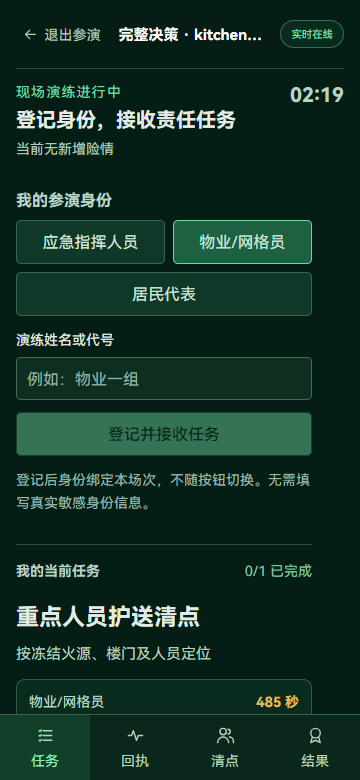 ← 退出参演
完整决策 · kitchen...
实时在线
现场演练进行中
02:19
登记身份，接收责任任务
当前无新增险情
我的参演身份
应急指挥人员
物业/网格员
居民代表
演练姓名或代号
例如：物业一组
登记并接收任务
登记后身份绑定本场次，不随按钮切换。无需填
写真实敏感身份信息。
我的当前任务
0/1 已完成
重点人员护送清点
按冻结火源、楼门及人员定位
物业/网格员
485 秒
任务
回执
清点
结果